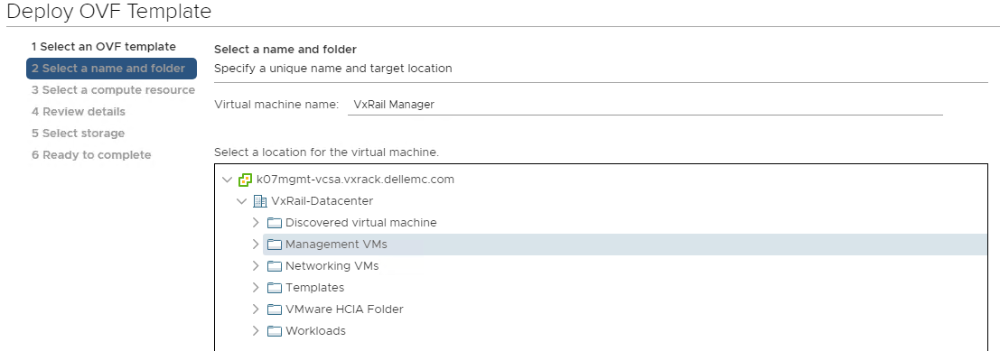 Deploy OVF Template
1 Select an OVF template
2 Select a name and folder
3 Select a compute resource
4 Review details
5 Select storage
6 Ready to complete
Select a name and folder
Specify a unique name and target location
Virtual machine name: VxRail Manager
Select a location for the virtual machine.
k07mgmt-vcsa.vxrack.dellemc.com
VxRail-Datacenter
Discovered virtual machine
Management VMs
Networking VMs
Templates
VMware HCIA Folder
Workloads